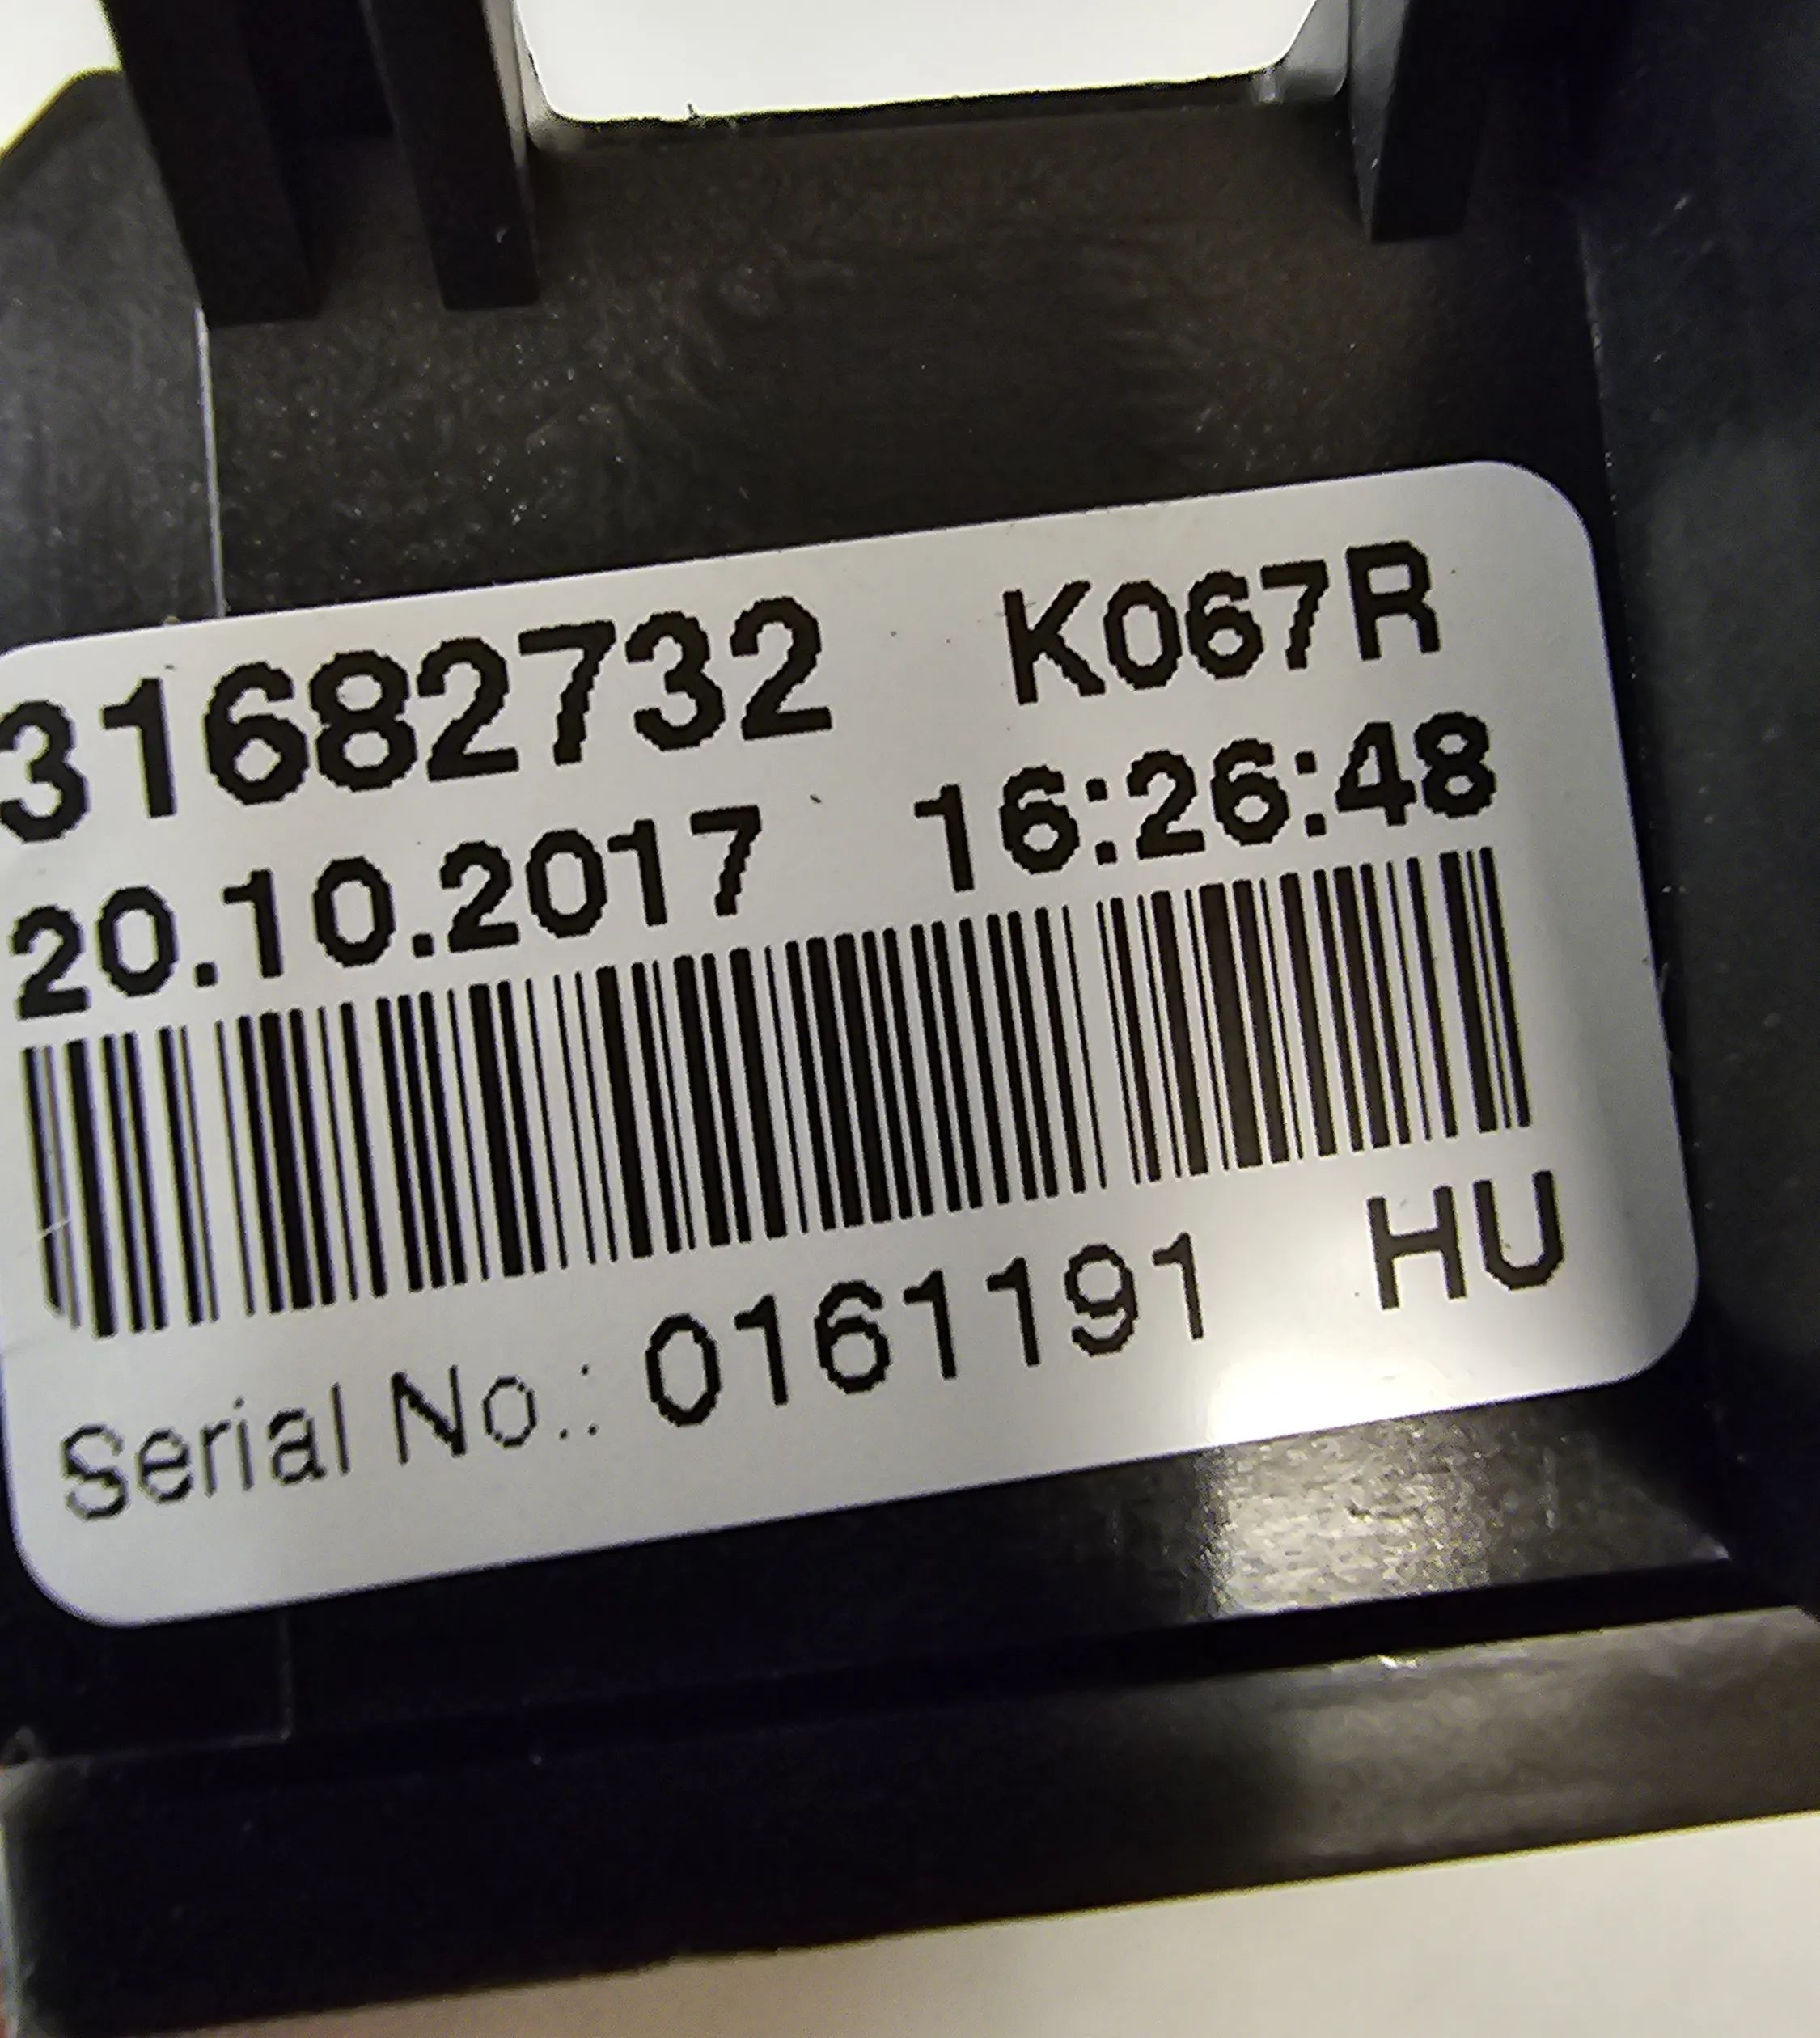 31682732 K067R
20.10.2017 16:26:48
Serial No.: 0161191 HU